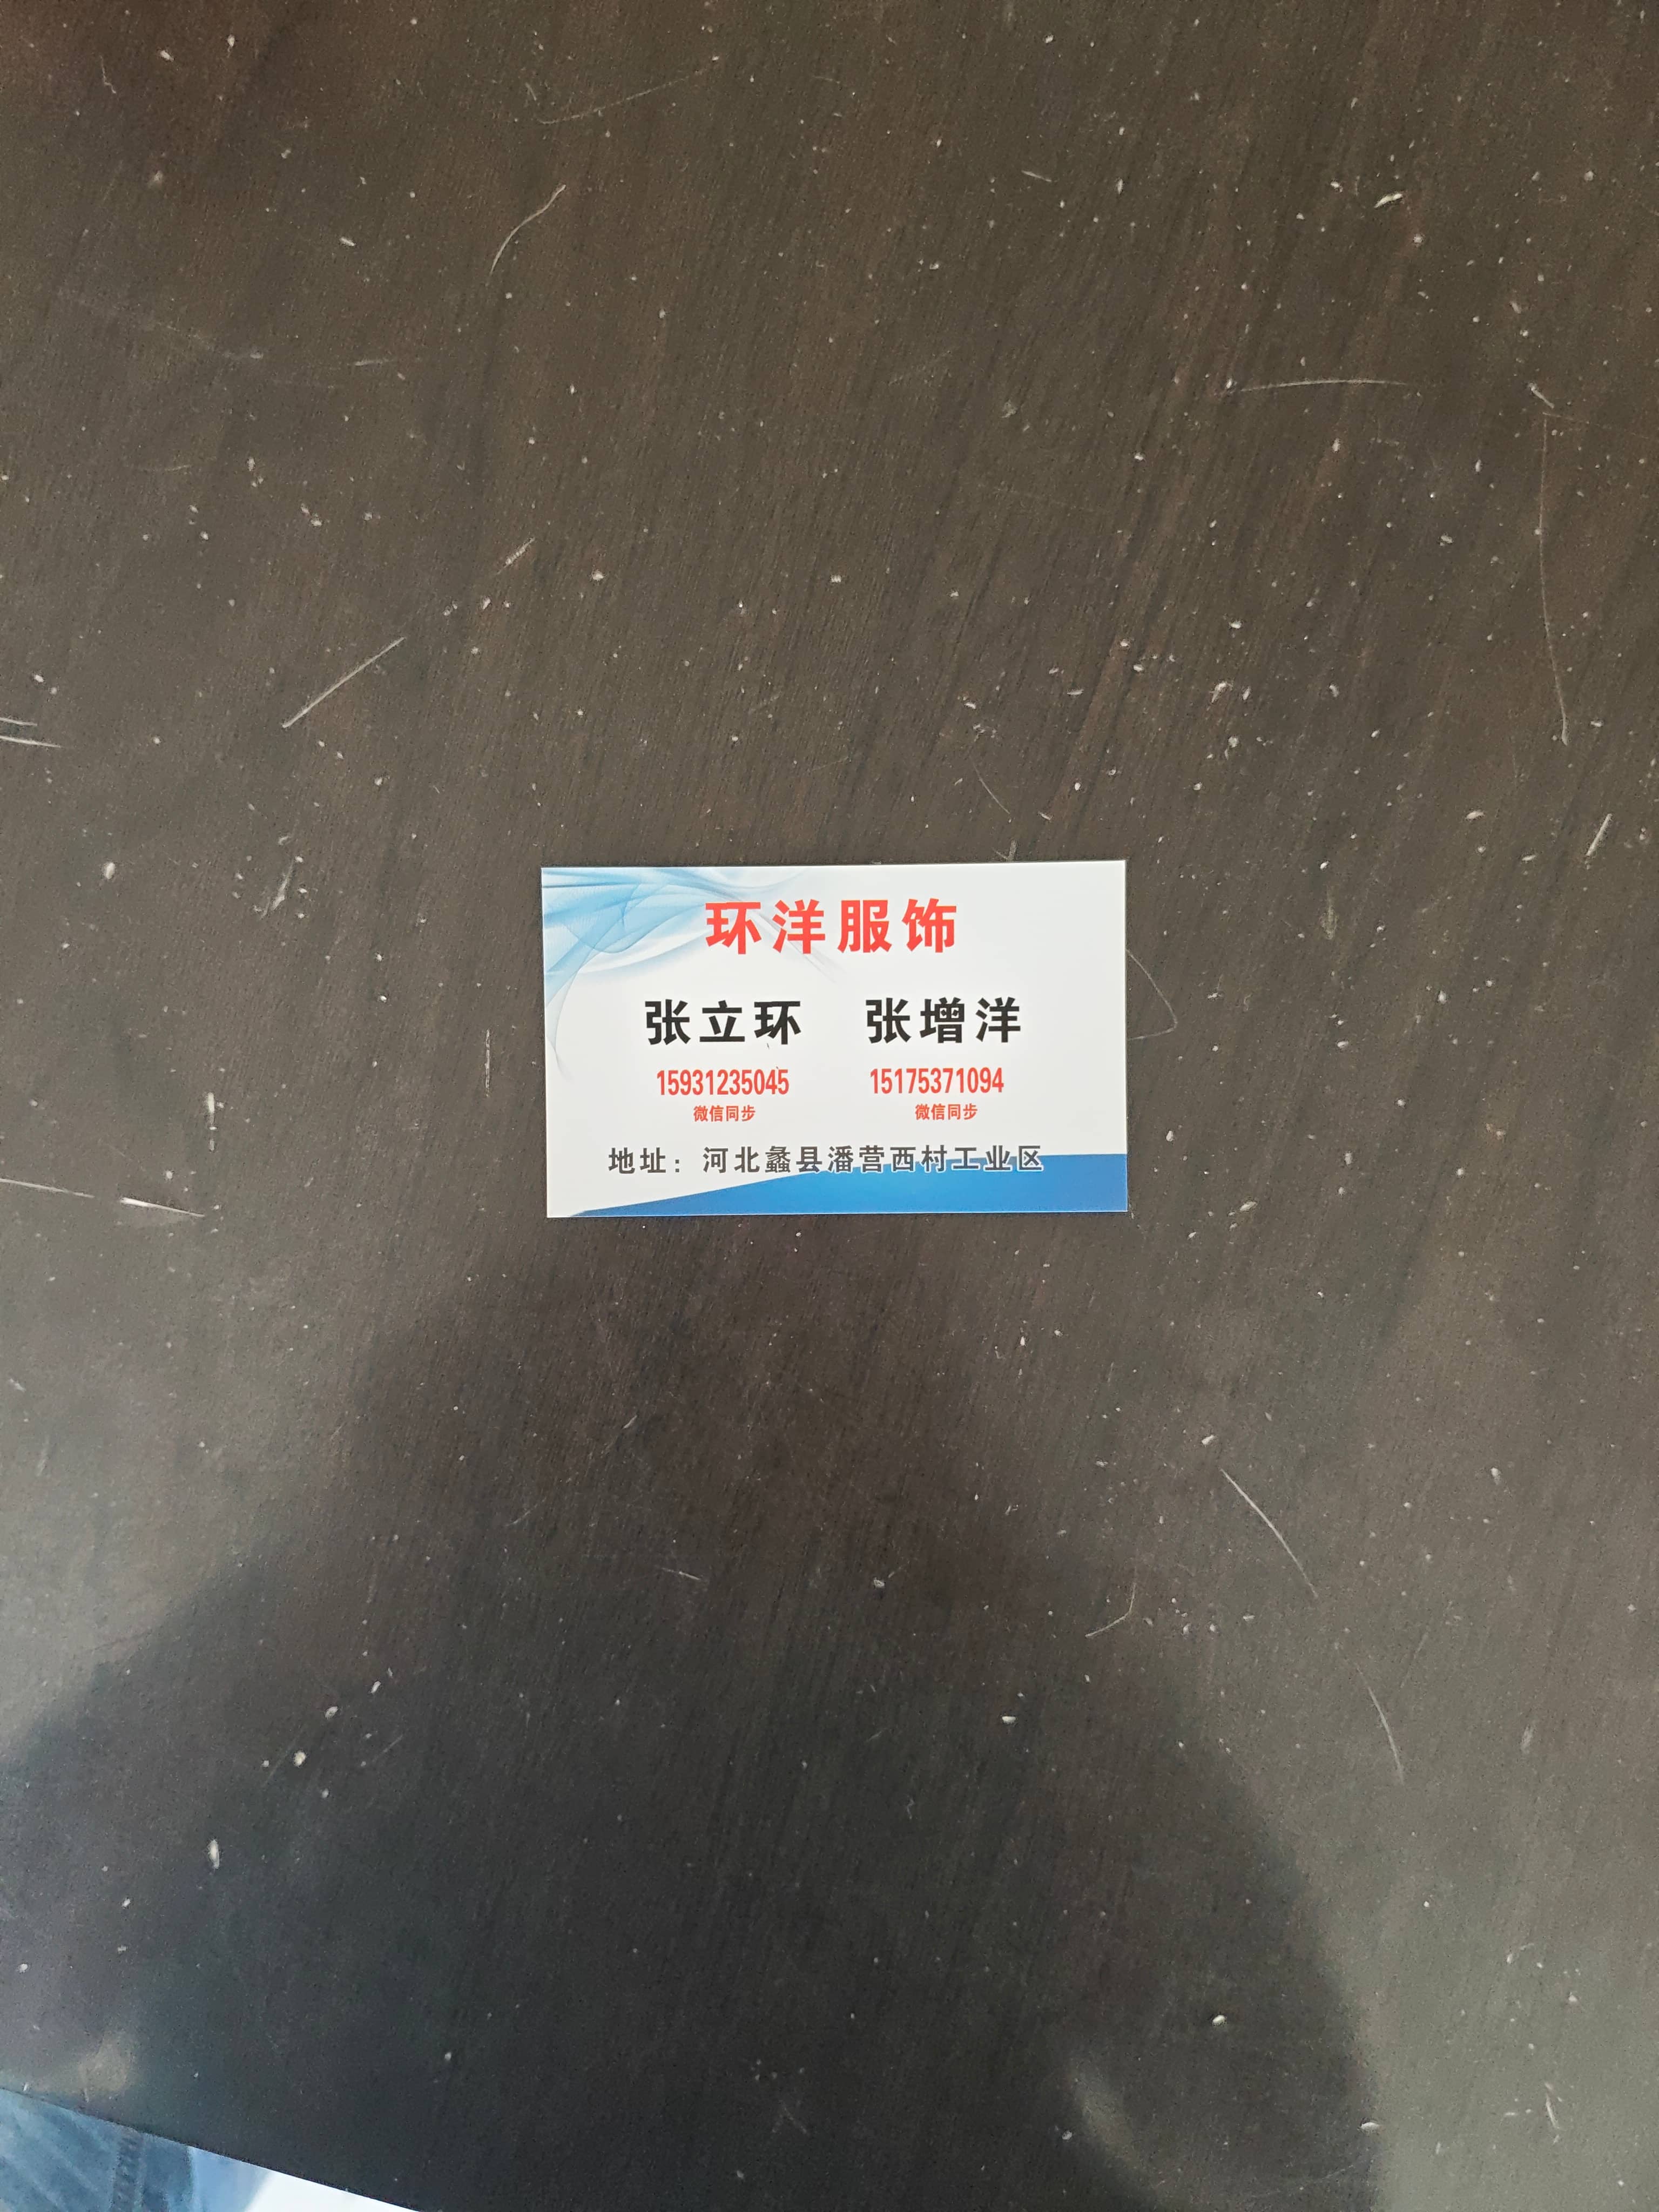 环洋服饰
张立环 张增洋
15931235045 15175371094
微信同步 微信同步
地址：河北蠡县潘营西村工业区